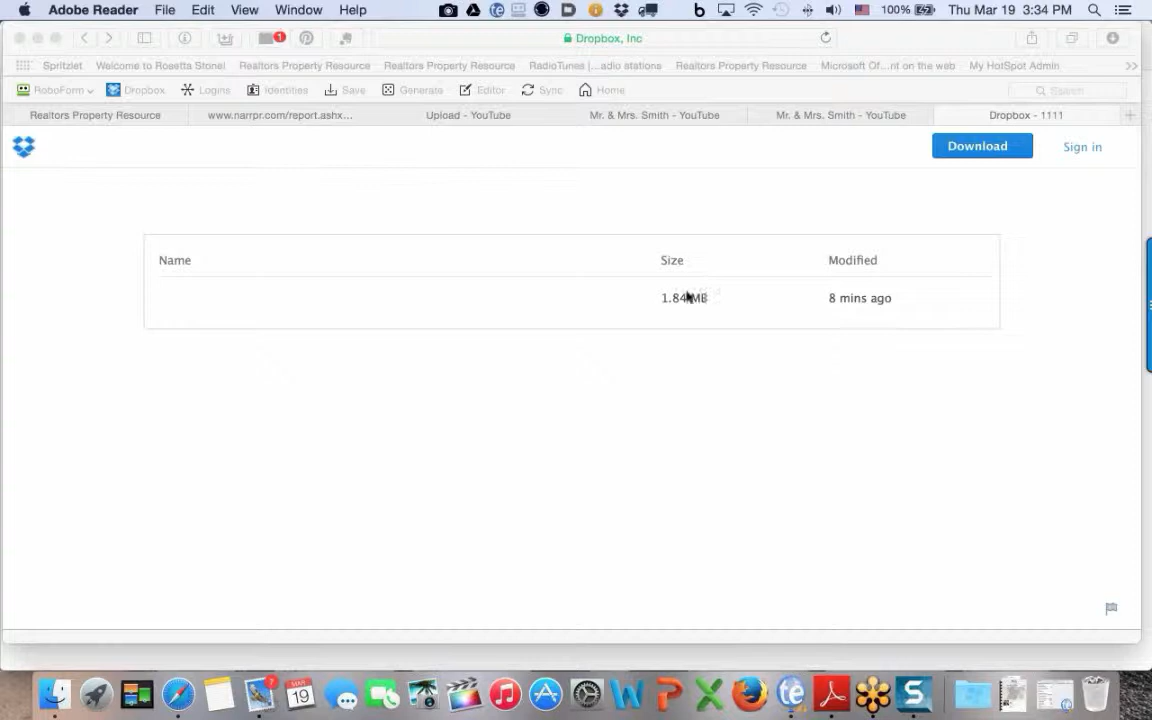 Adobe Reader File Edit View Window Help 100% Thu Mar 19 3:34 PM
Dropbox, Inc
Spritzlet Welcome to Rosetta Stone! Realtors Property Resource Realtors Property Resource RadioTunes |...adio stations Realtors Property Resource Microsoft Of...nt on the web My HotSpot Admin >>
RoboForm Dropbox Logins Identities Save Generate Editor Sync Home Search
Realtors Property Resource www.narrpr.com/report.ashx... Upload - YouTube Mr. & Mrs. Smith - YouTube Mr. & Mrs. Smith - YouTube Dropbox - 1111
Download Sign in
Name Size Modified
1.84 MB 8 mins ago